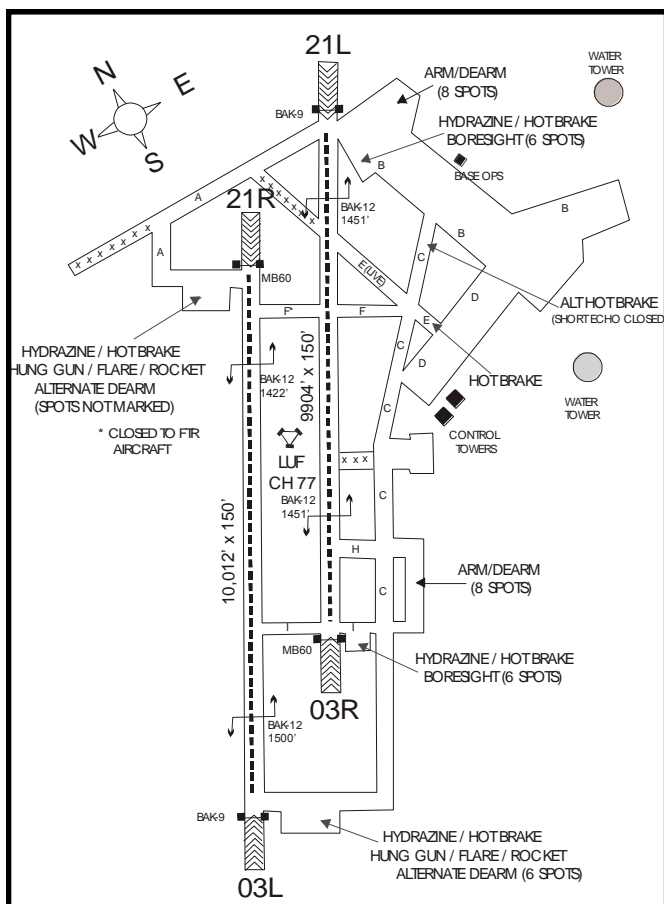 21L
WATER
TOWER
ARM/DEARM
(8 SPOTS)
N
E
W
S
BAK-9
HYDRAZINE / HOT BRAKE
BORESIGHT (6 SPOTS)
B
BASE OPS
A
21R
x x x x x x x
x x x x x x x x
BAK-12
1451'
B
B
C
A
E (LIVE)
D
MB60
F*
F
E
ALT HOT BRAKE
(SHORT ECHO CLOSED)
C
D
HYDRAZINE / HOT BRAKE
HUNG GUN / FLARE / ROCKET
ALTERNATE DEARM
(SPOTS NOT MARKED)
* CLOSED TO FTR
AIRCRAFT
BAK-12
1422'
9904' x 150'
HOT BRAKE
WATER
TOWER
C
CONTROL
TOWERS
LUF
CH 77
x x x
BAK-12
1451'
C
10,012' x 150'
H
ARM/DEARM
(8 SPOTS)
C
I
I
MB60
HYDRAZINE / HOT BRAKE
BORESIGHT (6 SPOTS)
03R
BAK-12
1500'
BAK-9
HYDRAZINE / HOT BRAKE
HUNG GUN / FLARE / ROCKET
ALTERNATE DEARM (6 SPOTS)
03L